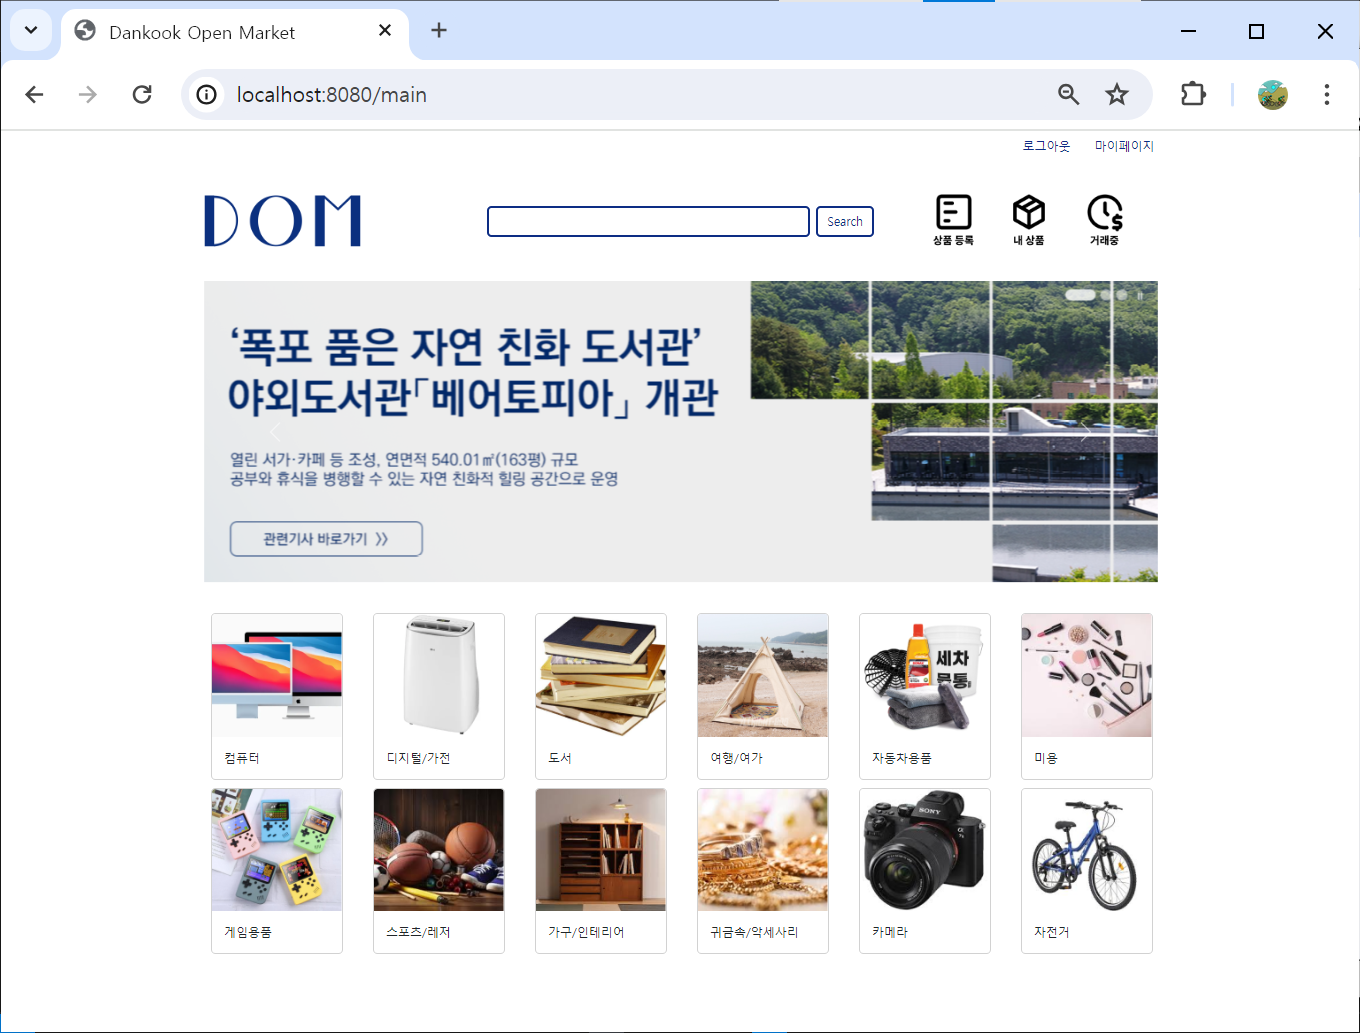 Dankook Open Market
localhost:8080/main
로그아웃 마이페이지
DOM
Search
상품 등록 내 상품 거래중
‘폭포 품은 자연 친화 도서관’
야외도서관「베어토피아」 개관
열린 서가·카페 등 조성, 연면적 540.01㎡(163평) 규모
공부와 휴식을 병행할 수 있는 자연 친화적 힐링 공간으로 운영
관련기사 바로가기 》
세차
물통
컴퓨터 디지털/가전 도서 여행/여가 자동차용품 미용
SONY
게임용품 스포츠/레저 가구/인테리어 귀금속/악세사리 카메라 자전거